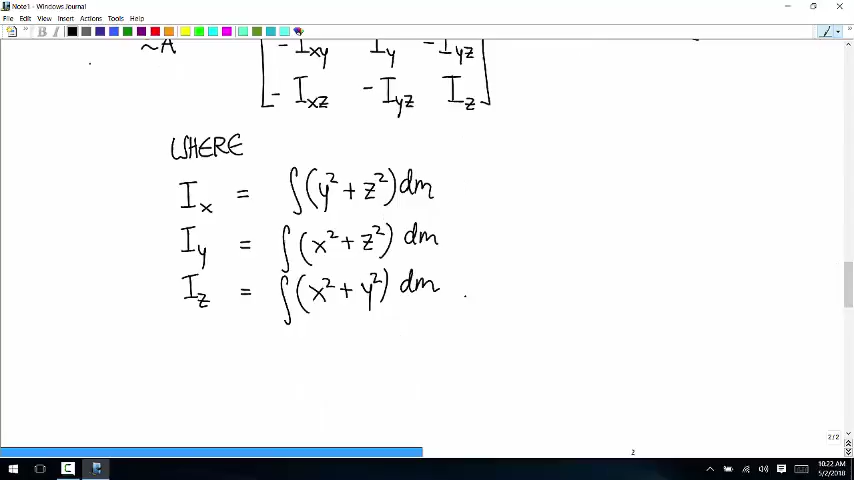 Note1 - Windows Journal
File Edit View Insert Actions Tools Help
~A
- Ixy Iy - Iyz
- Ixz - Iyz Iz
WHERE
Ix = ∫(y² + z²) dm
Iy = ∫(x² + z²) dm
Iz = ∫(x² + y²) dm
2/2
2
10:22 AM
5/2/2018